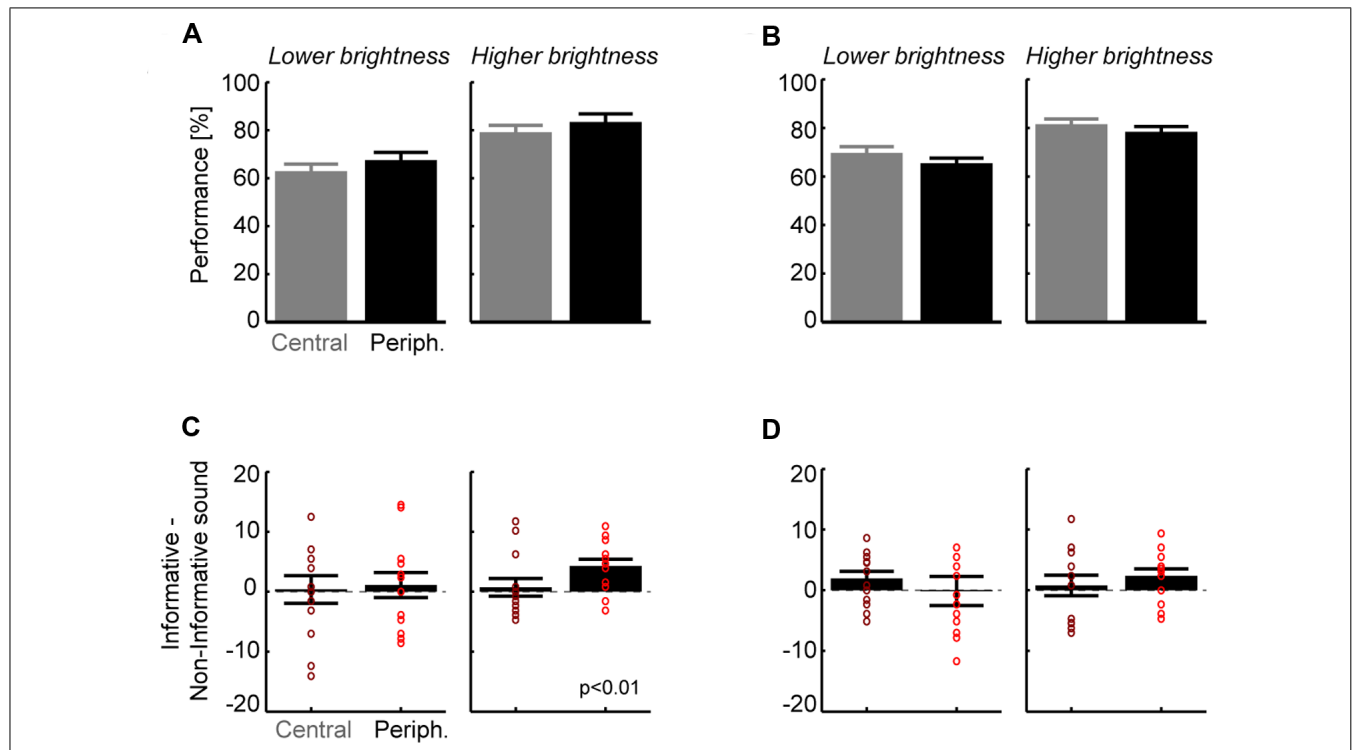 A
B
Lower brightness Higher brightness
Lower brightness Higher brightness
Performance [%]
100
80
60
40
20
0
Central Periph.
100
80
60
40
20
0
C
D
Informative -
Non-Informative sound
20
10
0
-10
-20
p<0.01
Central Periph.
20
10
0
-10
-20